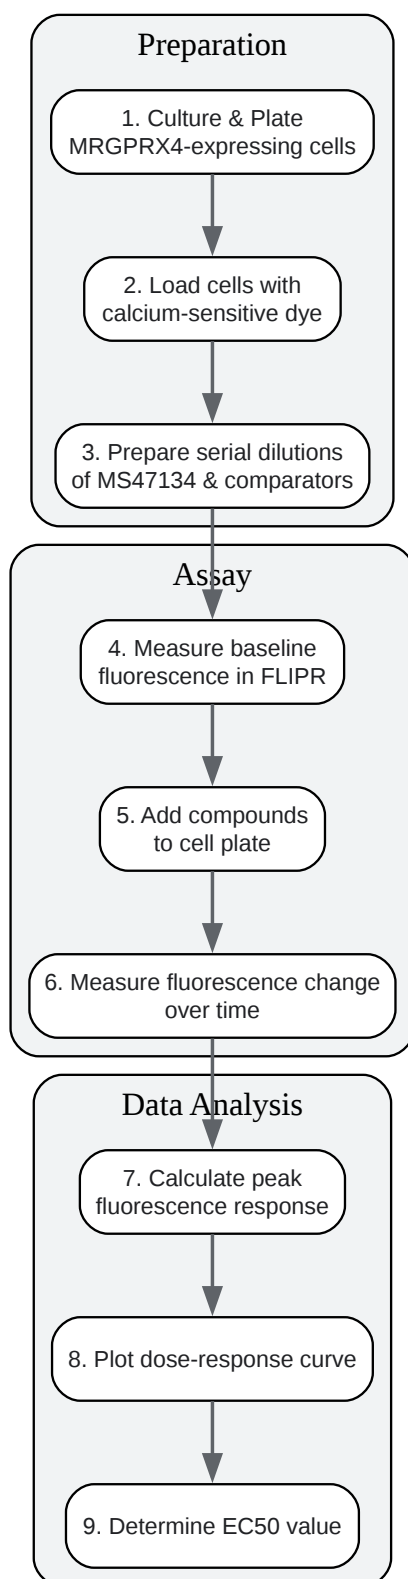 Preparation
1. Culture & Plate
MRGPRX4-expressing cells
2. Load cells with
calcium-sensitive dye
3. Prepare serial dilutions
of MS47134 & comparators
Assay
4. Measure baseline
fluorescence in FLIPR
5. Add compounds
to cell plate
6. Measure fluorescence change
over time
Data Analysis
7. Calculate peak
fluorescence response
8. Plot dose-response curve
9. Determine EC50 value